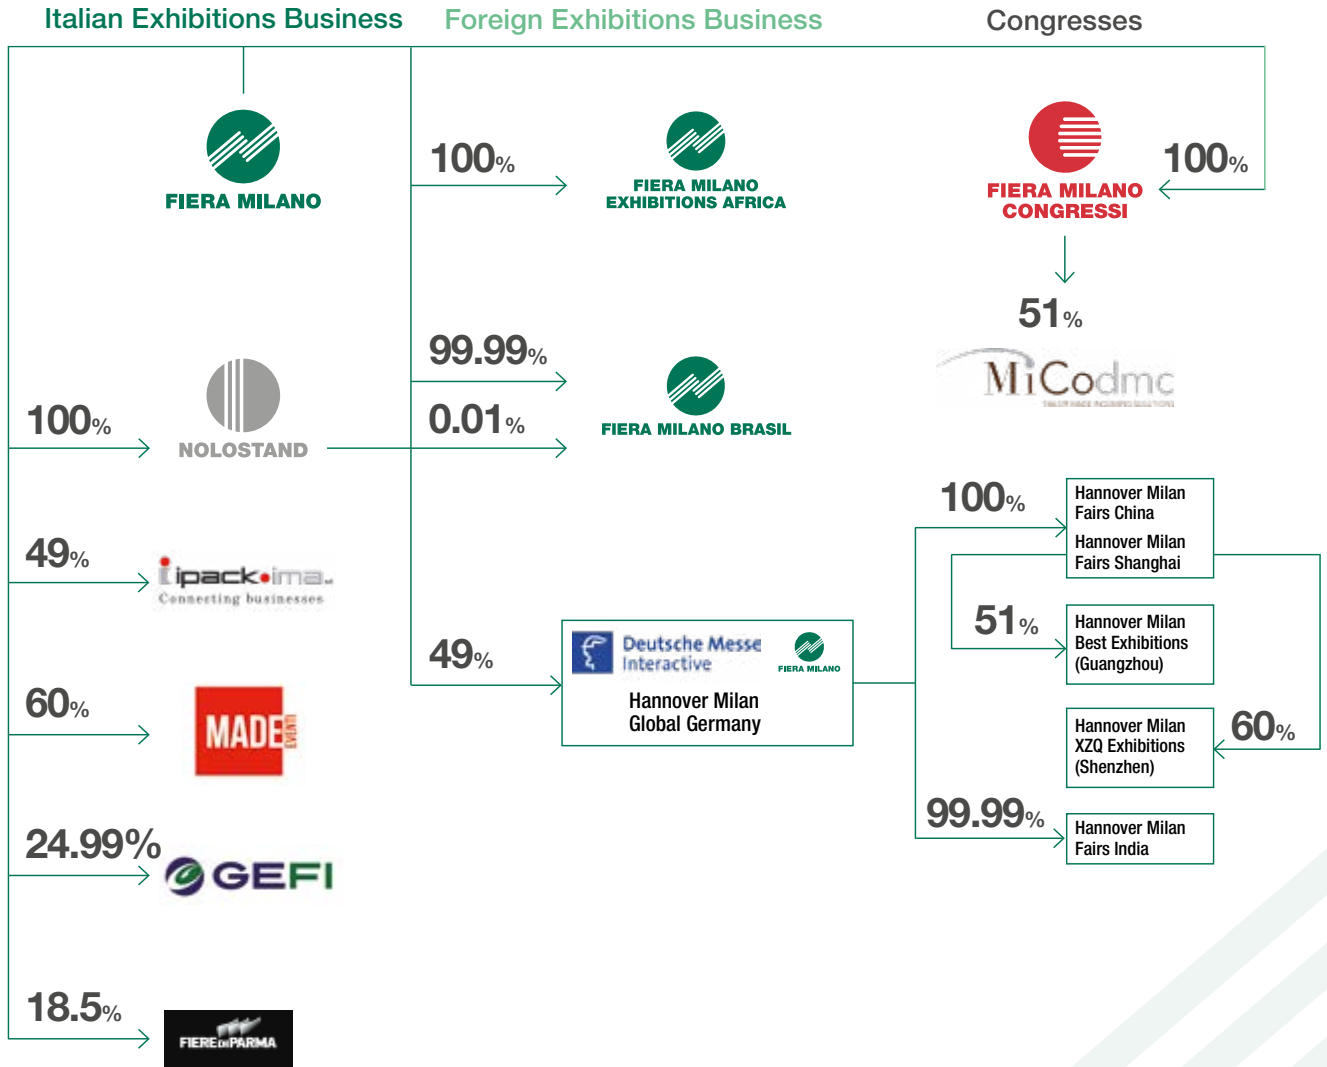 Italian Exhibitions Business
Foreign Exhibitions Business
Congresses
FIERA MILANO
100%
FIERA MILANO
EXHIBITIONS AFRICA
FIERA MILANO
CONGRESSI
100%
51%
MiCodmc
99.99%
0.01%
FIERA MILANO BRASIL
100%
NOLOSTAND
49%
ipack ima
Connecting businesses
60%
MADE
EVENTI
24.99%
GEFI
18.5%
FIERE DI PARMA
49%
Deutsche Messe
Interactive
FIERA MILANO
Hannover Milan
Global Germany
100%
Hannover Milan
Fairs China
Hannover Milan
Fairs Shanghai
51%
Hannover Milan
Best Exhibitions
(Guangzhou)
Hannover Milan
XZQ Exhibitions
(Shenzhen)
60%
99.99%
Hannover Milan
Fairs India